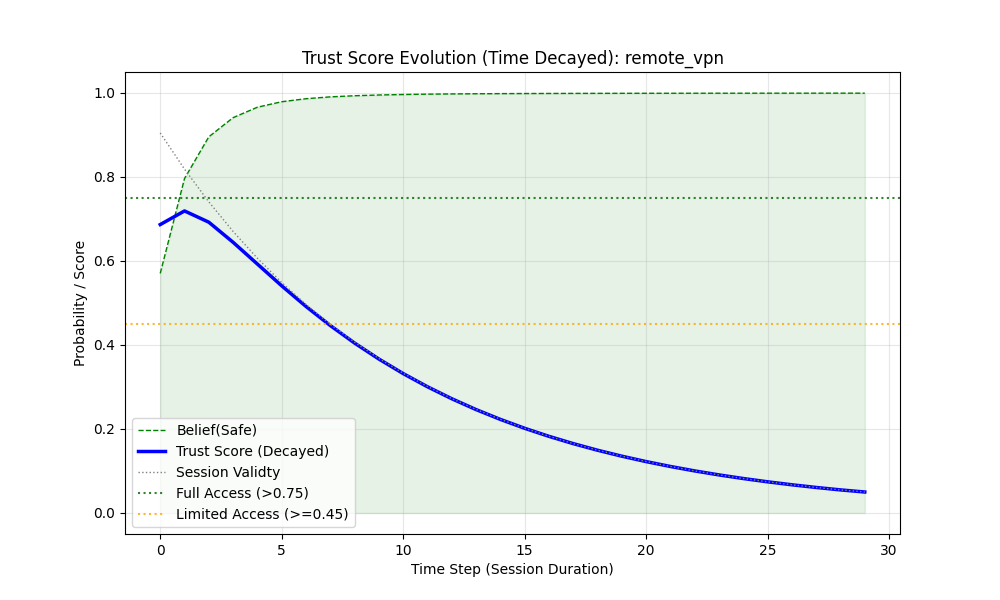 Trust Score Evolution (Time Decayed): remote_vpn
Probability / Score
1.0
0.8
0.6
0.4
0.2
0.0
Belief(Safe)
Trust Score (Decayed)
Session Validty
Full Access (>0.75)
Limited Access (>=0.45)
0 5 10 15 20 25 30
Time Step (Session Duration)